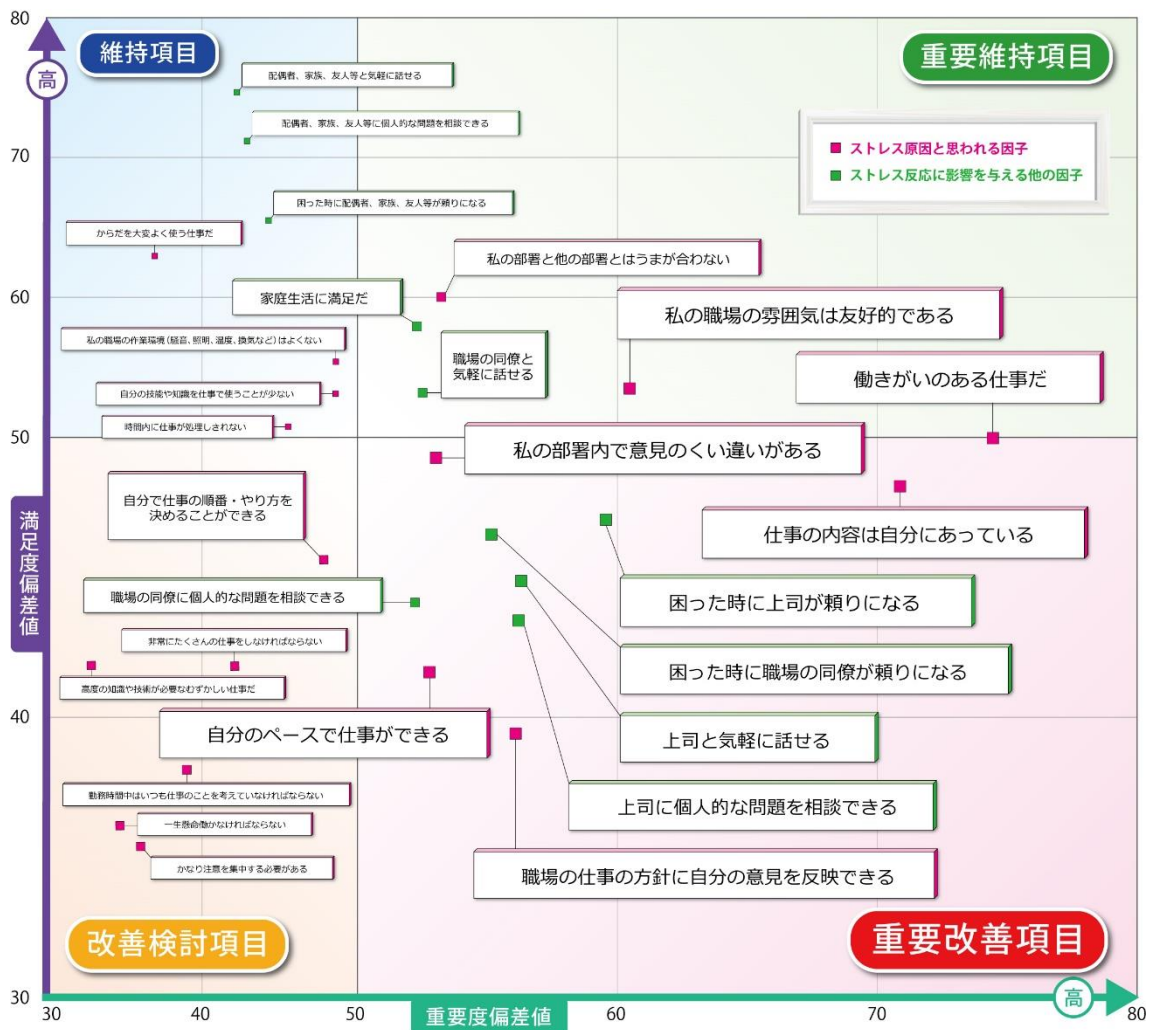 80
維持項目
重要維持項目
高
配偶者、家族、友人等と気軽に話せる
配偶者、家族、友人等に個人的な問題を相談できる
ストレス原因と思われる因子
ストレス反応に影響を与える他の因子
70
困った時に配偶者、家族、友人等が頼りになる
からだを大変よく使う仕事だ
私の部署と他の部署とはうまが合わない
60
家庭生活に満足だ
私の職場の雰囲気は友好的である
私の職場の作業環境（騒音、照明、温度、換気など）はよくない
職場の同僚と
気軽に話せる
働きがいのある仕事だ
自分の技能や知識を仕事で使うことが少ない
時間内に仕事が処理しきれない
50
私の部署内で意見のくい違いがある
自分で仕事の順番・やり方を
決めることができる
仕事の内容は自分にあっている
満足度偏差値
職場の同僚に個人的な問題を相談できる
困った時に上司が頼りになる
非常にたくさんの仕事をしなければならない
困った時に職場の同僚が頼りになる
高度の知識や技術が必要なむずかしい仕事だ
40
自分のペースで仕事ができる
上司と気軽に話せる
勤務時間中はいつも仕事のことを考えていなければならない
上司に個人的な問題を相談できる
一生懸命働かなければならない
かなり注意を集中する必要がある
職場の仕事の方針に自分の意見を反映できる
改善検討項目
重要改善項目
30
高
30 40 50 60 70 80
重要度偏差値